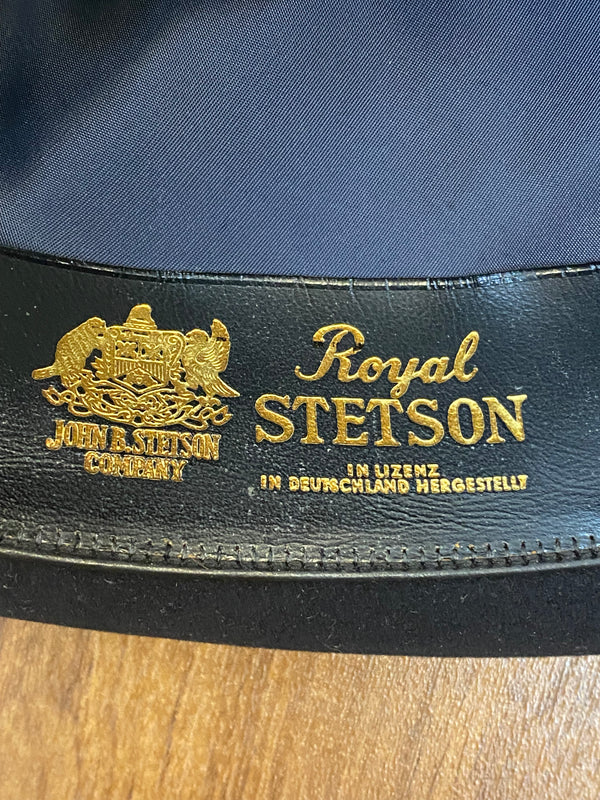 JOHN B. STETSON
COMPANY
Royal
STETSON
IN LIZENZ
IN DEUTSCHLAND HERGESTELLT